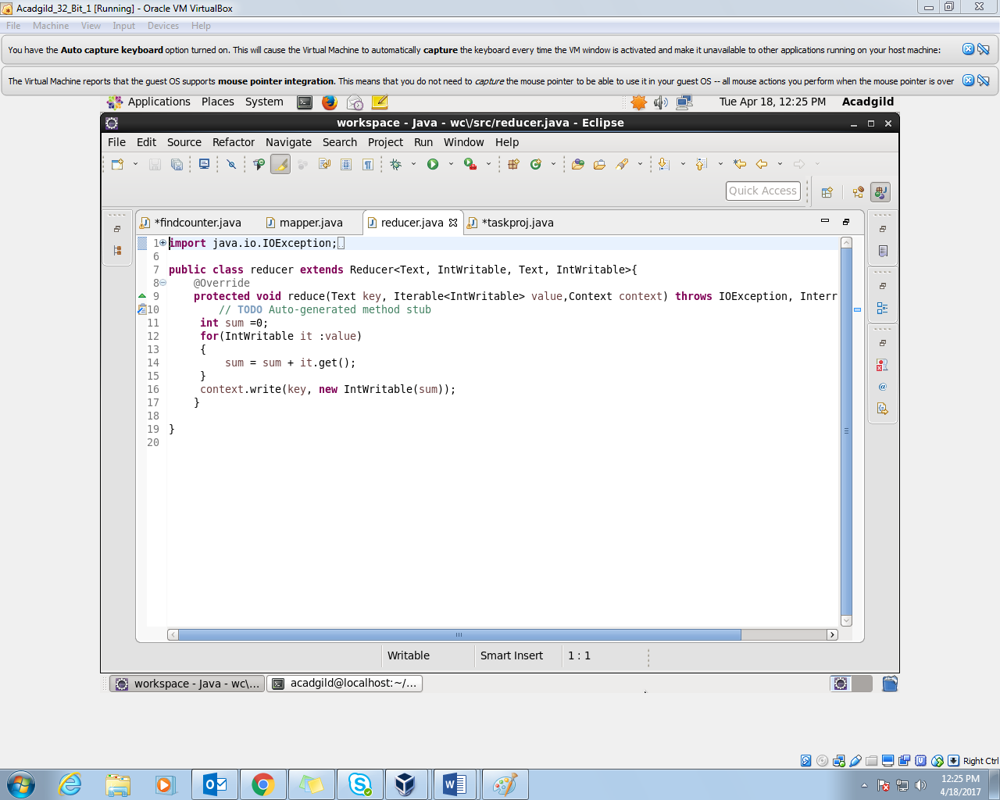 Acadgild_32_Bit_1 [Running] - Oracle VM VirtualBox
File Machine View Input Devices Help
You have the Auto capture keyboard option turned on. This will cause the Virtual Machine to automatically capture the keyboard every time the VM window is activated and make it unavailable to other applications running on your host machine:
The Virtual Machine reports that the guest OS supports mouse pointer integration. This means that you do not need to capture the mouse pointer to be able to use it in your guest OS -- all mouse actions you perform when the mouse pointer is over
Applications Places System Tue Apr 18, 12:25 PM Acadgild
workspace - Java - wc\/src/reducer.java - Eclipse
File Edit Source Refactor Navigate Search Project Run Window Help
Quick Access
*findcounter.java mapper.java reducer.java *taskproj.java
1 import java.io.IOException;
6
7 public class reducer extends Reducer<Text, IntWritable, Text, IntWritable>{
8 @Override
9 protected void reduce(Text key, Iterable<IntWritable> value,Context context) throws IOException, Interr
10 // TODO Auto-generated method stub
11 int sum =0;
12 for(IntWritable it :value)
13 {
14 sum = sum + it.get();
15 }
16 context.write(key, new IntWritable(sum));
17 }
18
19 }
20
Writable Smart Insert 1 : 1
workspace - Java - wc\... acadgild@localhost:~/...
Right Ctrl
12:25 PM
4/18/2017